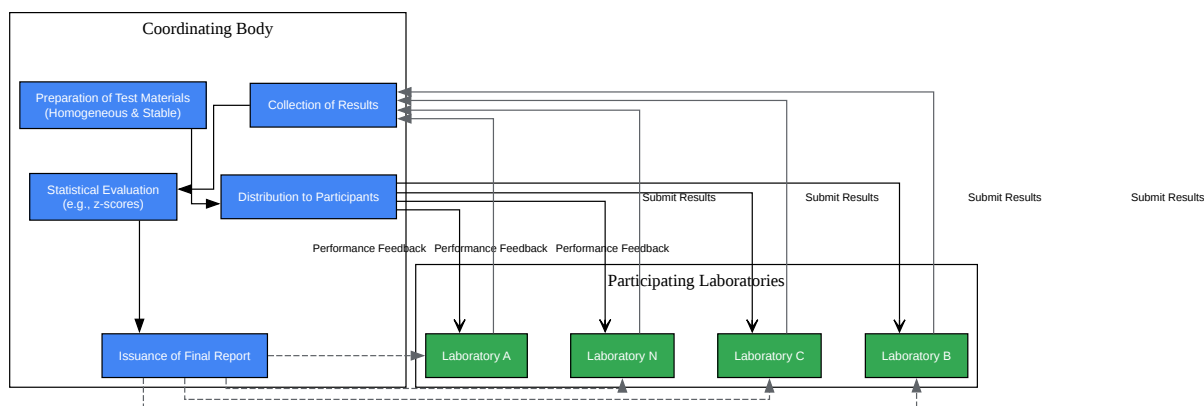 Coordinating Body
Preparation of Test Materials
(Homogeneous & Stable)
Collection of Results
Statistical Evaluation
(e.g., z-scores)
Distribution to Participants
Submit Results
Submit Results
Submit Results
Submit Results
Performance Feedback
Performance Feedback
Performance Feedback
Participating Laboratories
Issuance of Final Report
Laboratory A
Laboratory N
Laboratory C
Laboratory B